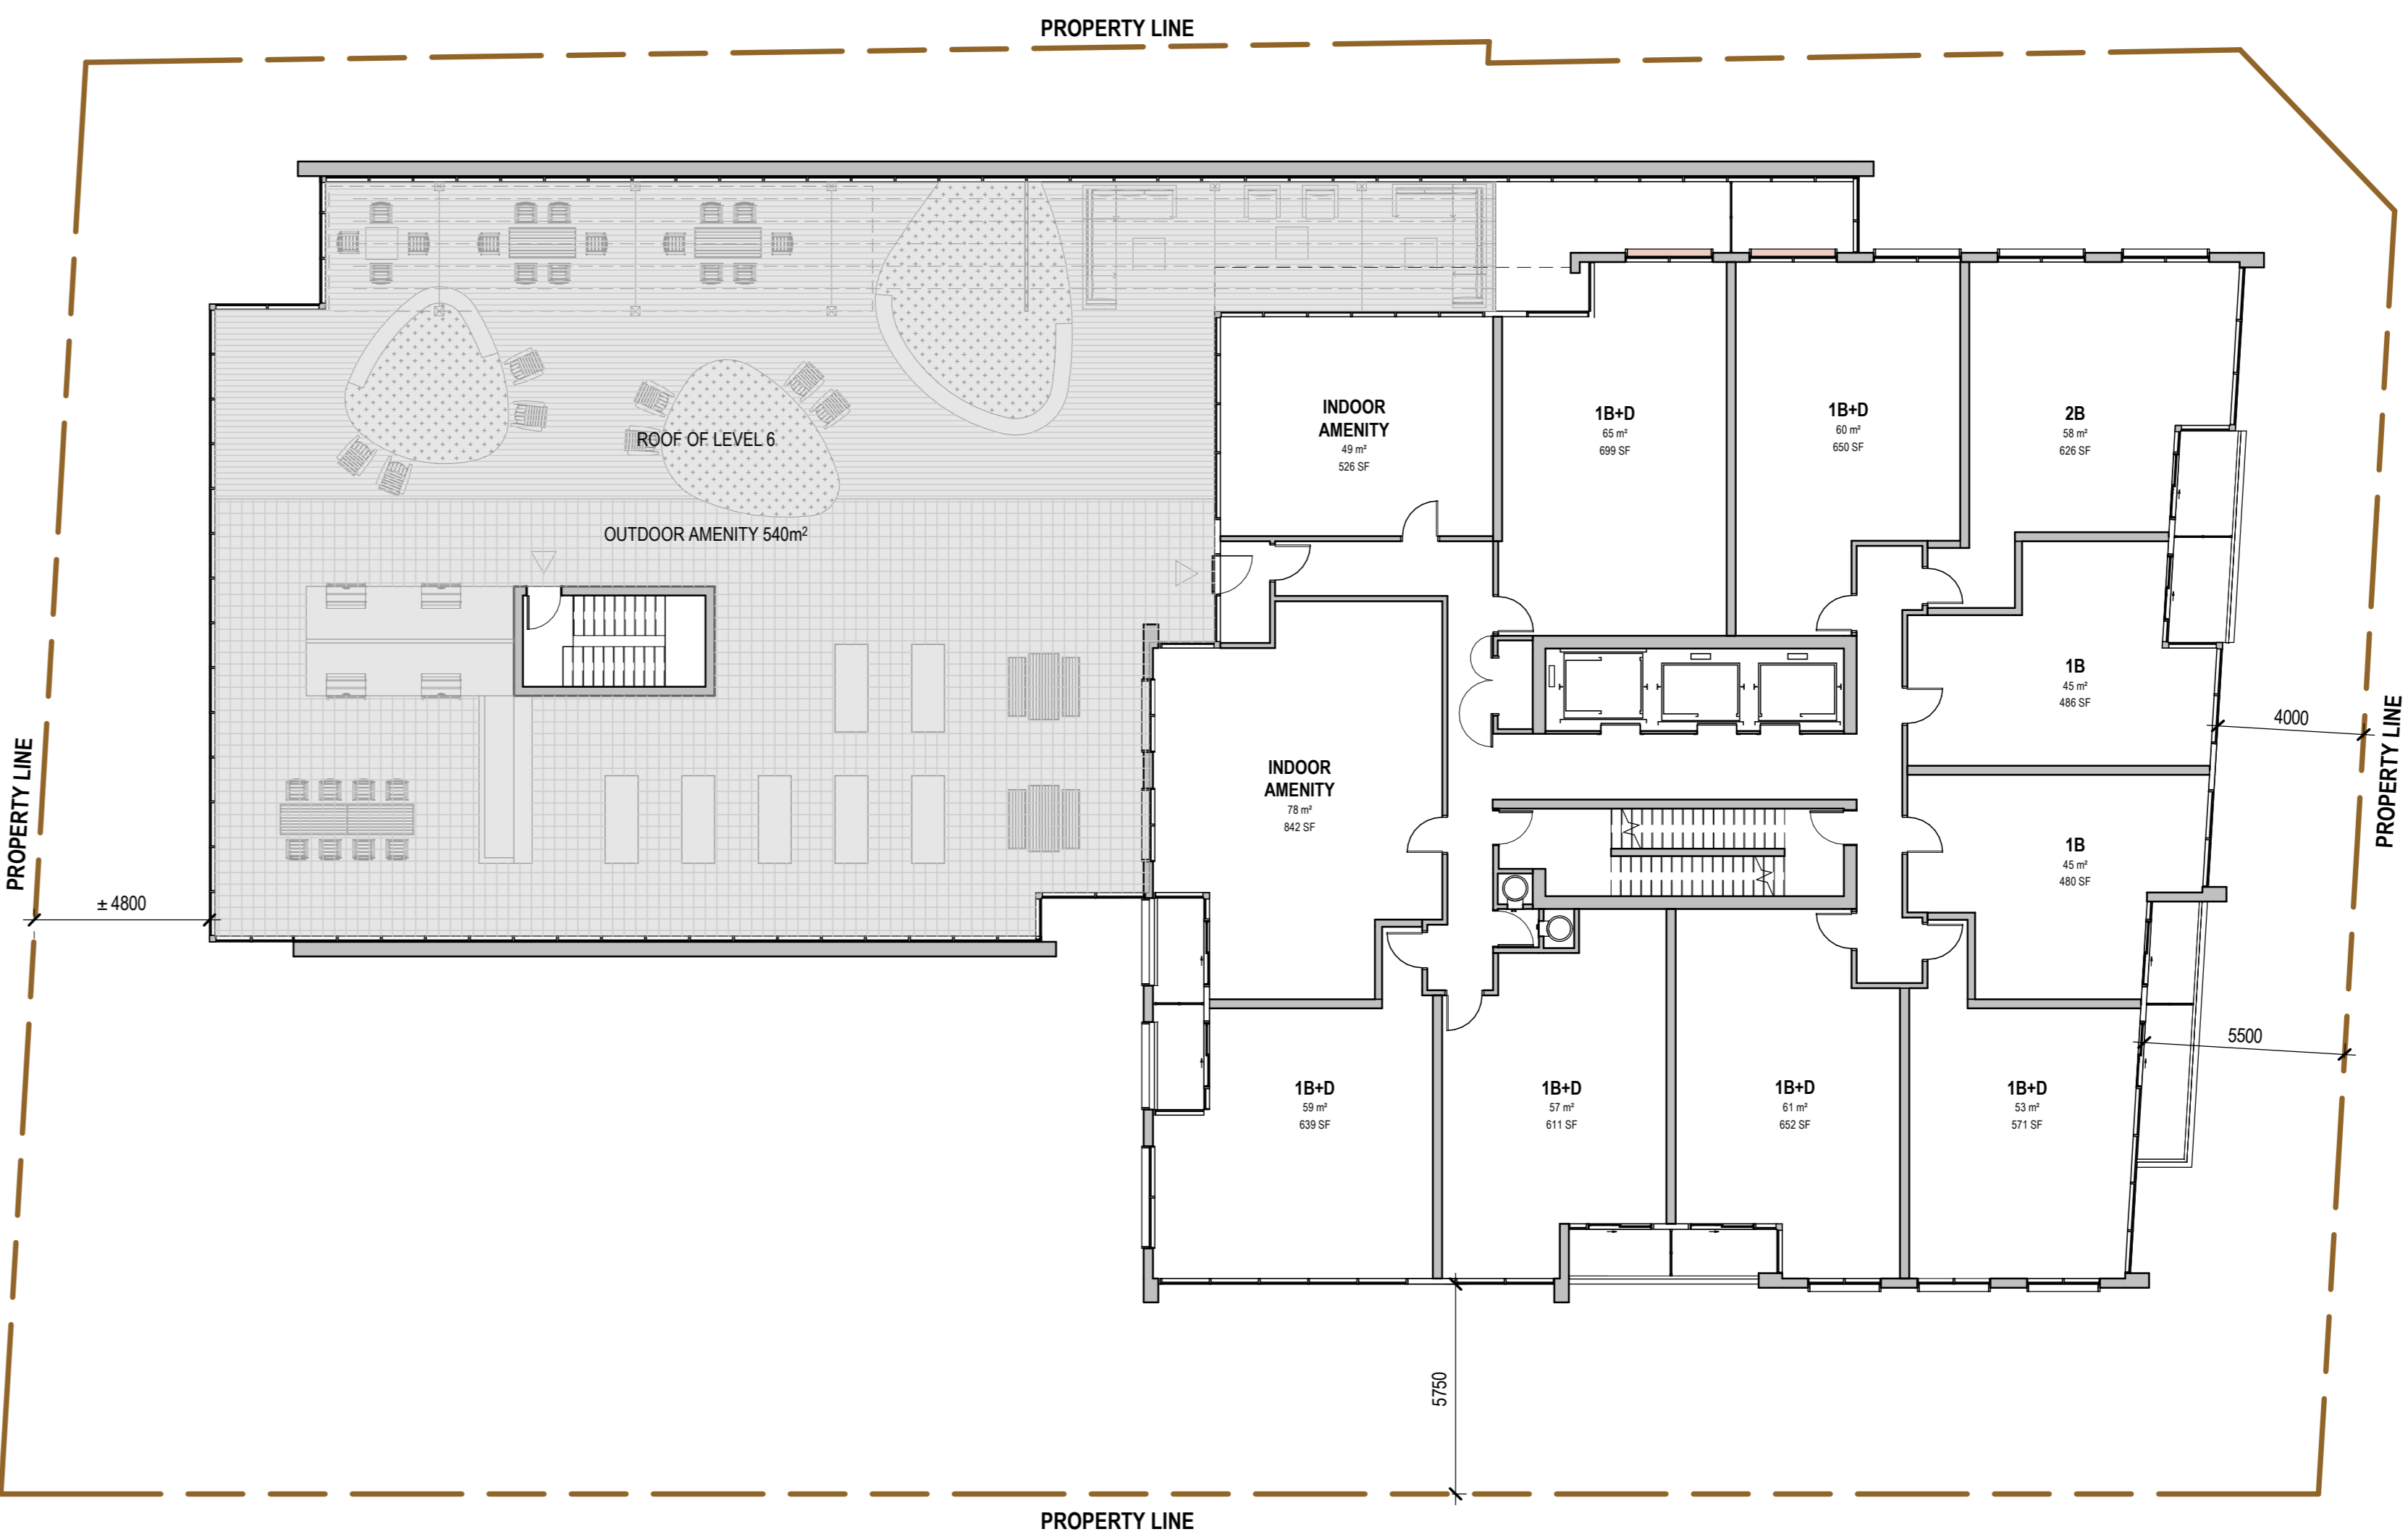 PROPERTY LINE
INDOOR
AMENITY
49 m²
526 SF
1B+D
65 m²
699 SF
1B+D
60 m²
650 SF
2B
58 m²
626 SF
ROOF OF LEVEL 6
OUTDOOR AMENITY 540m²
1B
45 m²
486 SF
4000
PROPERTY LINE
PROPERTY LINE
INDOOR
AMENITY
78 m²
842 SF
1B
45 m²
480 SF
± 4800
5500
1B+D
59 m²
639 SF
1B+D
57 m²
611 SF
1B+D
61 m²
652 SF
1B+D
53 m²
571 SF
5750
PROPERTY LINE